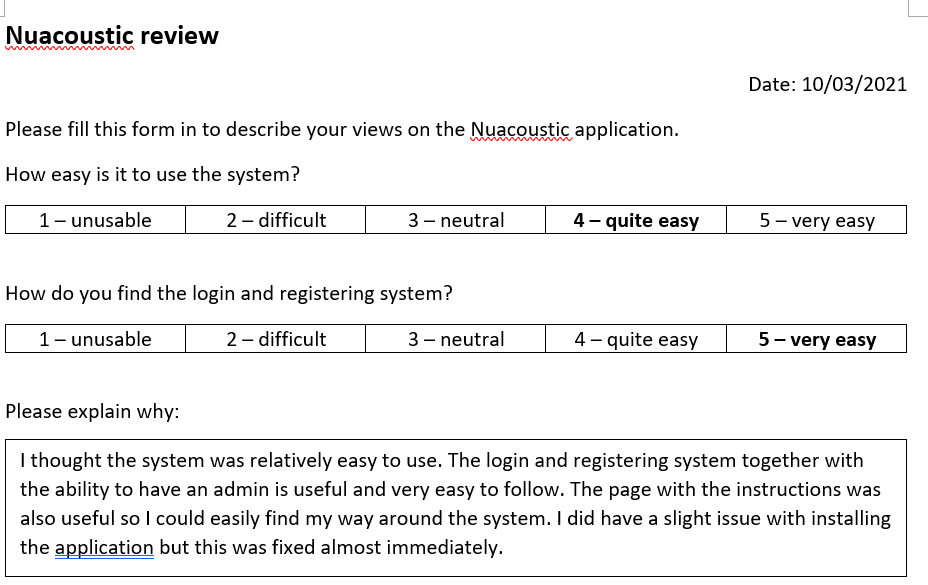 Nuacoustic review
Date: 10/03/2021
Please fill this form in to describe your views on the Nuacoustic application.
How easy is it to use the system?
1 – unusable 2 – difficult 3 – neutral 4 – quite easy 5 – very easy
How do you find the login and registering system?
1 – unusable 2 – difficult 3 – neutral 4 – quite easy 5 – very easy
Please explain why:
I thought the system was relatively easy to use. The login and registering system together with
the ability to have an admin is useful and very easy to follow. The page with the instructions was
also useful so I could easily find my way around the system. I did have a slight issue with installing
the application but this was fixed almost immediately.